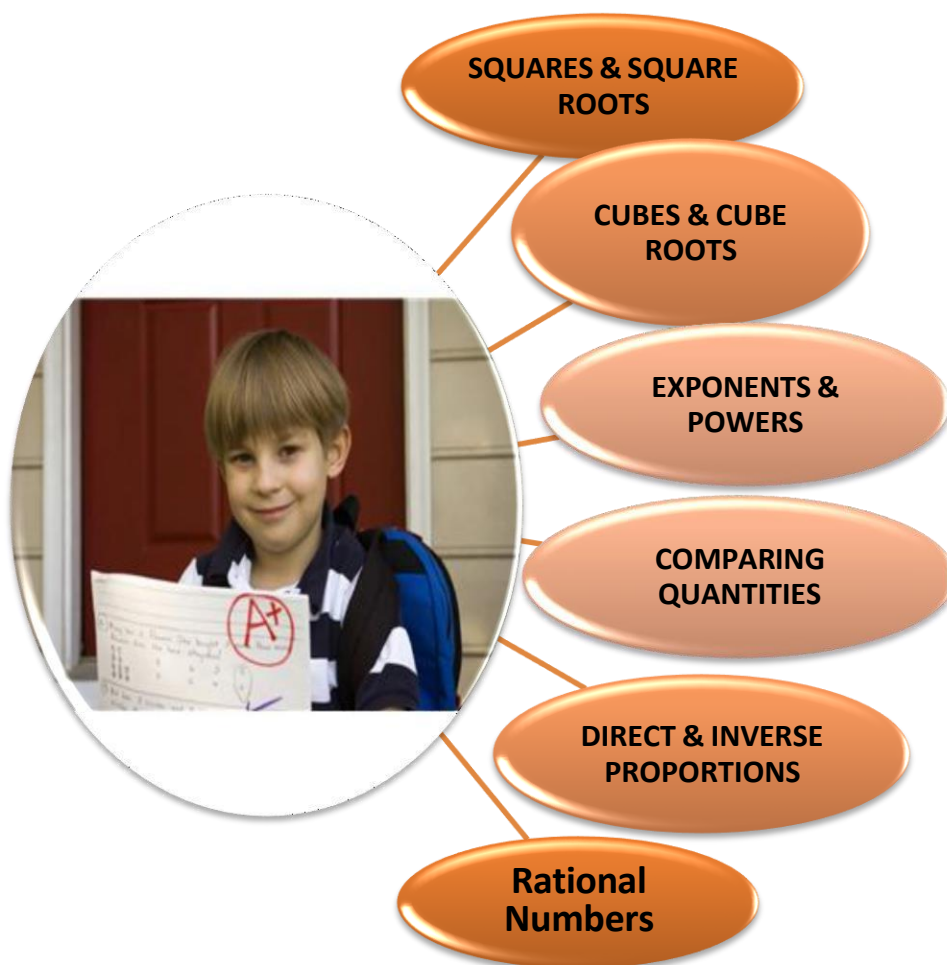 SQUARES & SQUARE
ROOTS
CUBES & CUBE
ROOTS
EXPONENTS &
POWERS
COMPARING
QUANTITIES
DIRECT & INVERSE
PROPORTIONS
Rational
Numbers
A+